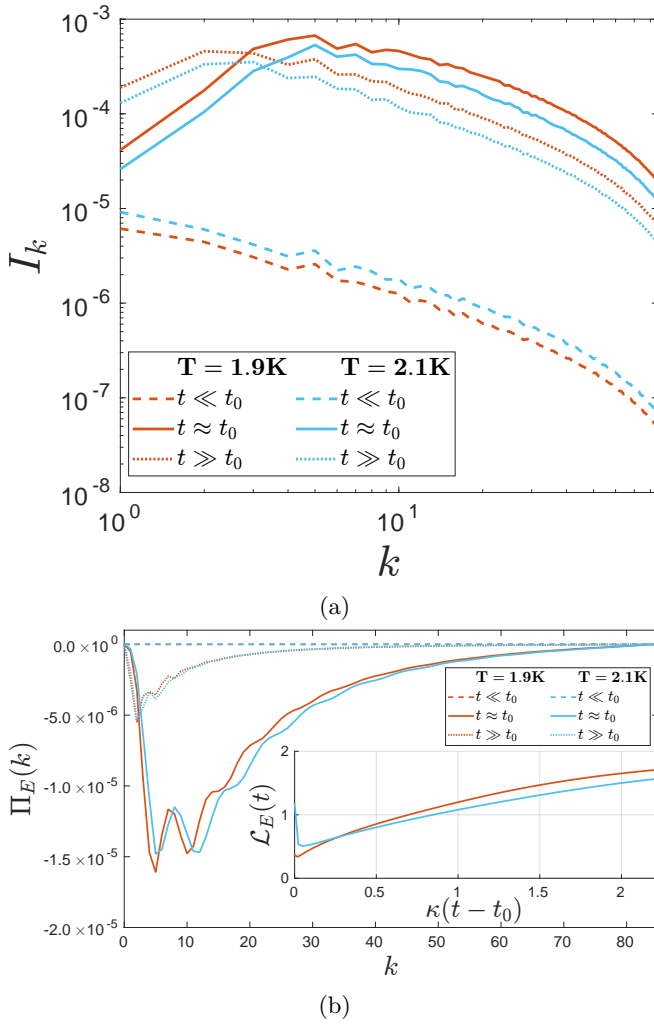 10^-3
10^-4
10^-5
10^-6
10^-7
10^-8
I_k
T = 1.9K T = 2.1K
t ≪ t_0 t ≪ t_0
t ≈ t_0 t ≈ t_0
t ≫ t_0 t ≫ t_0
10^0 10^1
k
(a)
0.0 × 10^0
-5.0 × 10^-6
-1.0 × 10^-5
-1.5 × 10^-5
-2.0 × 10^-5
Π_E(k)
T = 1.9K T = 2.1K
t ≪ t_0 t ≪ t_0
t ≈ t_0 t ≈ t_0
t ≫ t_0 t ≫ t_0
2
1
0
ℒ_E(t)
0 0.5 1 1.5 2
κ(t − t_0)
0 10 20 30 40 50 60 70 80
k
(b)